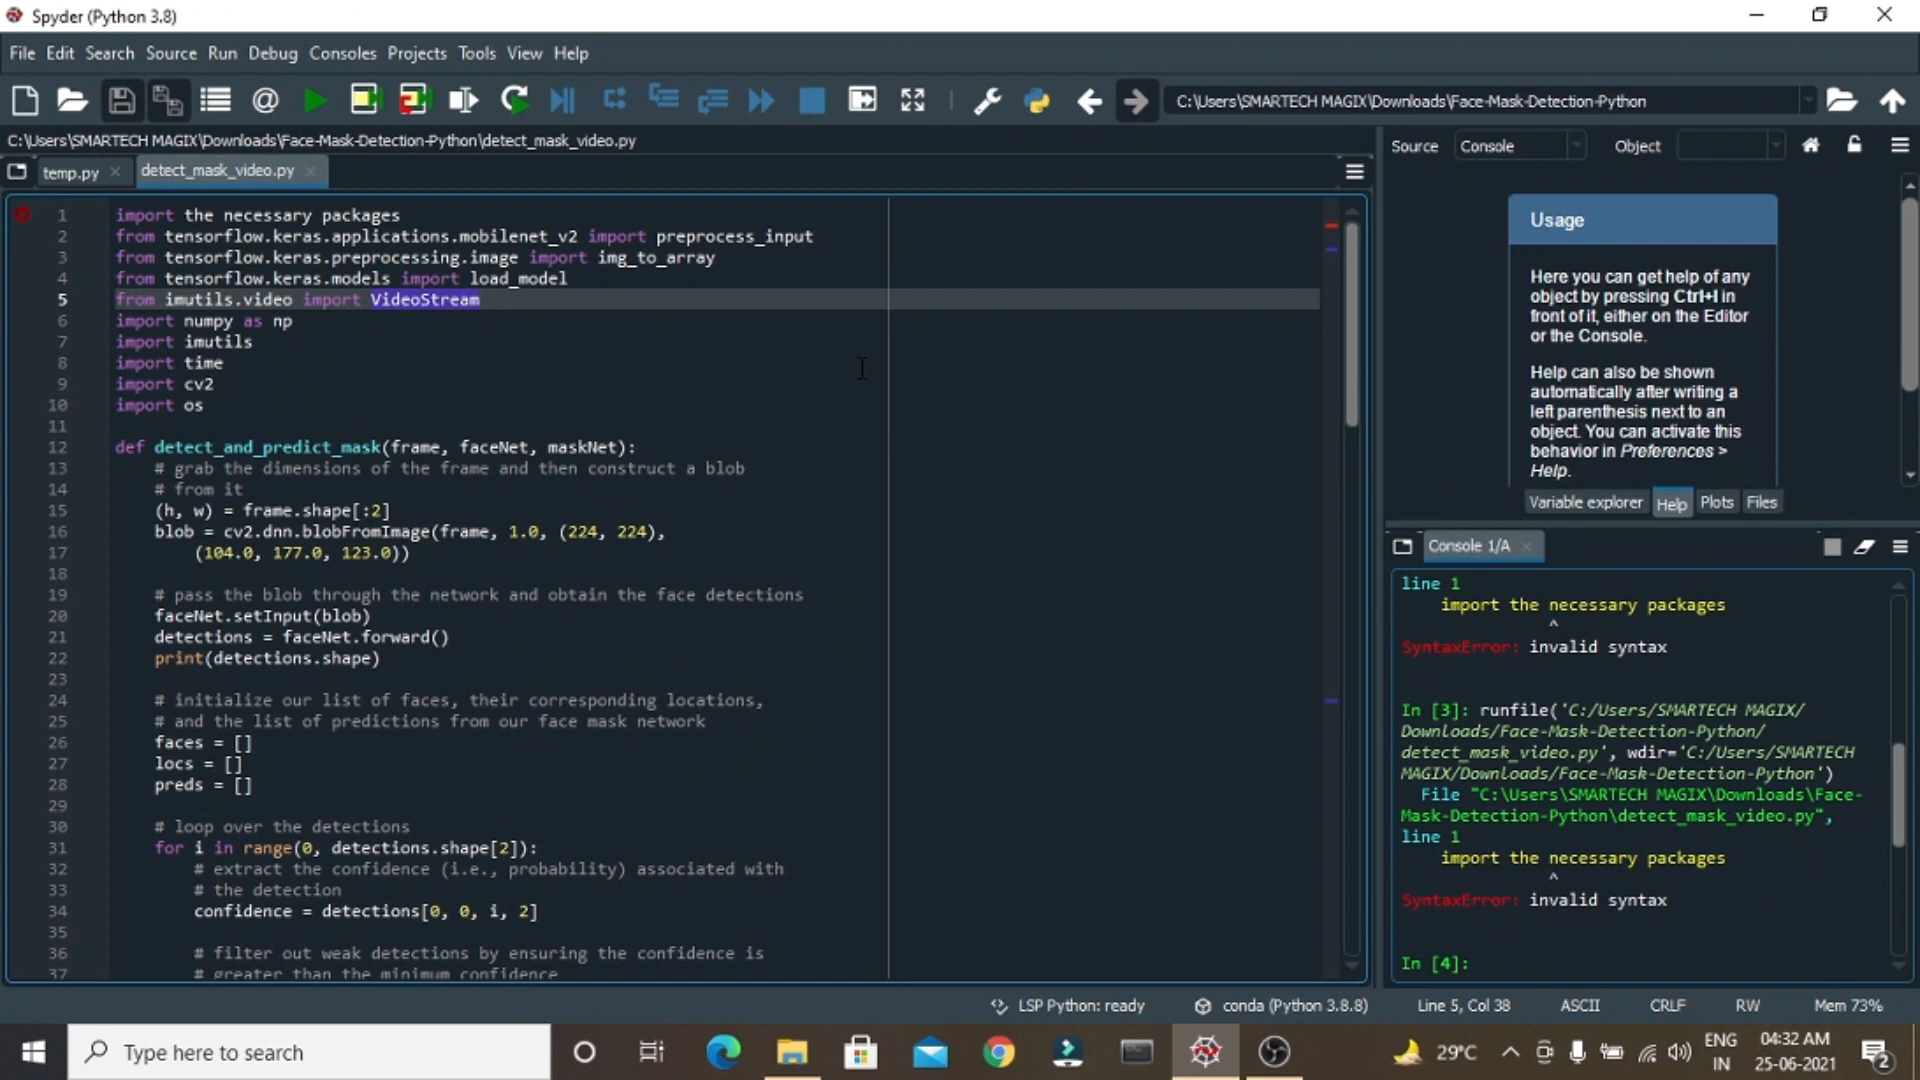 Spyder (Python 3.8)
File Edit Search Source Run Debug Consoles Projects Tools View Help
C:\Users\SMARTECH MAGIX\Downloads\Face-Mask-Detection-Python
C:\Users\SMARTECH MAGIX\Downloads\Face-Mask-Detection-Python\detect_mask_video.py
temp.py
detect_mask_video.py
1 import the necessary packages
2 from tensorflow.keras.applications.mobilenet_v2 import preprocess_input
3 from tensorflow.keras.preprocessing.image import img_to_array
4 from tensorflow.keras.models import load_model
5 from imutils.video import VideoStream
6 import numpy as np
7 import imutils
8 import time
9 import cv2
10 import os
11
12 def detect_and_predict_mask(frame, faceNet, maskNet):
13 # grab the dimensions of the frame and then construct a blob
14 # from it
15 (h, w) = frame.shape[:2]
16 blob = cv2.dnn.blobFromImage(frame, 1.0, (224, 224),
17 (104.0, 177.0, 123.0))
18
19 # pass the blob through the network and obtain the face detections
20 faceNet.setInput(blob)
21 detections = faceNet.forward()
22 print(detections.shape)
23
24 # initialize our list of faces, their corresponding locations,
25 # and the list of predictions from our face mask network
26 faces = []
27 locs = []
28 preds = []
29
30 # loop over the detections
31 for i in range(0, detections.shape[2]):
32 # extract the confidence (i.e., probability) associated with
33 # the detection
34 confidence = detections[0, 0, i, 2]
35
36 # filter out weak detections by ensuring the confidence is
37 # greater than the minimum confidence
Source Console Object
Usage
Here you can get help of any
object by pressing Ctrl+I in
front of it, either on the Editor
or the Console.
Help can also be shown
automatically after writing a
left parenthesis next to an
object. You can activate this
behavior in Preferences >
Help.
Variable explorer Help Plots Files
Console 1/A
line 1
import the necessary packages
^
SyntaxError: invalid syntax
In [3]: runfile('C:/Users/SMARTECH MAGIX/
Downloads/Face-Mask-Detection-Python/
detect_mask_video.py', wdir='C:/Users/SMARTECH
MAGIX/Downloads/Face-Mask-Detection-Python')
File "C:\Users\SMARTECH MAGIX\Downloads\Face-
Mask-Detection-Python\detect_mask_video.py",
line 1
import the necessary packages
^
SyntaxError: invalid syntax
In [4]:
LSP Python: ready conda (Python 3.8.8) Line 5, Col 38 ASCII CRLF RW Mem 73%
Type here to search
29°C
ENG
IN
04:32 AM
25-06-2021
2